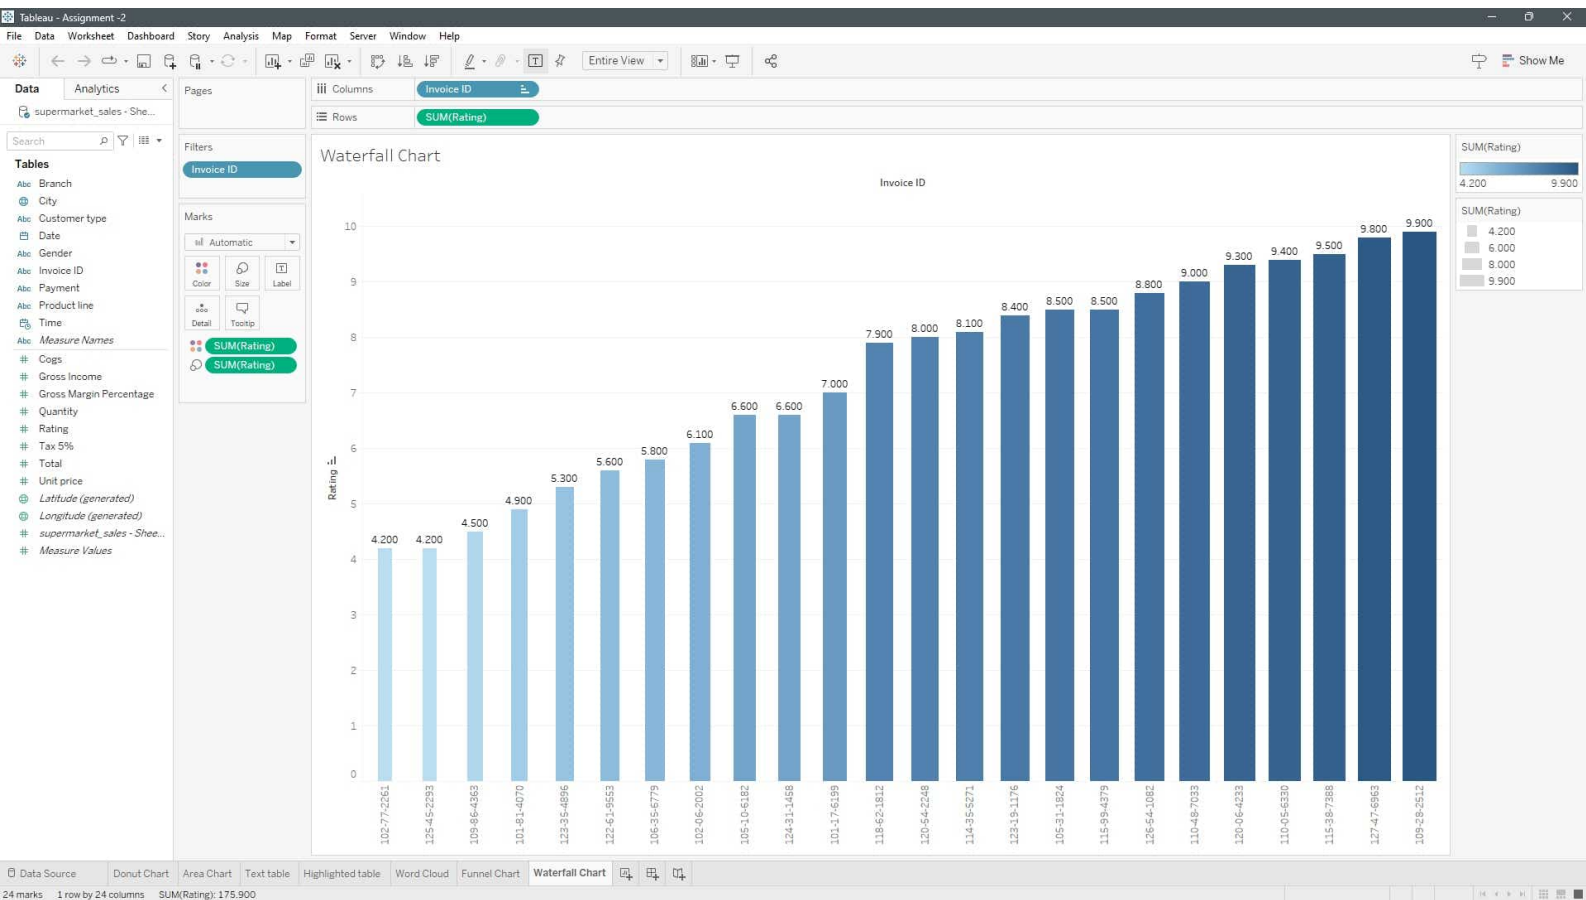 Tableau - Assignment -2
File Data Worksheet Dashboard Story Analysis Map Format Server Window Help
Entire View
Show Me
Data Analytics
supermarket_sales - She...
Search
Tables
Abc Branch
City
Abc Customer type
Date
Abc Gender
Abc Invoice ID
Abc Payment
Abc Product line
Time
Abc Measure Names
# Cogs
# Gross Income
# Gross Margin Percentage
# Quantity
# Rating
# Tax 5%
# Total
# Unit price
Latitude (generated)
Longitude (generated)
# supermarket_sales - Shee...
# Measure Values
Pages
Filters
Invoice ID
Marks
Automatic
Color Size Label
Detail Tooltip
SUM(Rating)
SUM(Rating)
Columns Invoice ID
Rows SUM(Rating)
Waterfall Chart
Invoice ID
Rating
10
9
8
7
6
5
4
3
2
1
0
4.200 4.200 4.500 4.900 5.300 5.600 5.800 6.100 6.600 6.600 7.000 7.900 8.000 8.100 8.400 8.500 8.500 8.800 9.000 9.300 9.400 9.500 9.800 9.900
102-77-2261
125-45-2293
109-86-4363
101-81-4070
123-35-4896
122-61-9553
106-35-6779
102-06-2002
105-10-6182
124-31-1458
101-17-6199
118-62-1812
120-54-2248
114-35-5271
123-19-1176
105-31-1824
115-99-4379
126-54-1082
110-48-7033
120-06-4233
110-05-6330
115-38-7388
127-47-6963
109-28-2512
SUM(Rating)
4.200 9.900
SUM(Rating)
4.200
6.000
8.000
9.900
Data Source Donut Chart Area Chart Text table Highlighted table Word Cloud Funnel Chart Waterfall Chart
24 marks 1 row by 24 columns SUM(Rating): 175.900